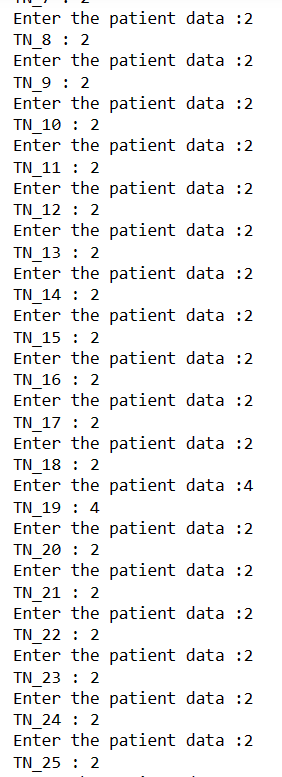 TN_7 : 2
Enter the patient data :2
TN_8 : 2
Enter the patient data :2
TN_9 : 2
Enter the patient data :2
TN_10 : 2
Enter the patient data :2
TN_11 : 2
Enter the patient data :2
TN_12 : 2
Enter the patient data :2
TN_13 : 2
Enter the patient data :2
TN_14 : 2
Enter the patient data :2
TN_15 : 2
Enter the patient data :2
TN_16 : 2
Enter the patient data :2
TN_17 : 2
Enter the patient data :2
TN_18 : 2
Enter the patient data :4
TN_19 : 4
Enter the patient data :2
TN_20 : 2
Enter the patient data :2
TN_21 : 2
Enter the patient data :2
TN_22 : 2
Enter the patient data :2
TN_23 : 2
Enter the patient data :2
TN_24 : 2
Enter the patient data :2
TN_25 : 2